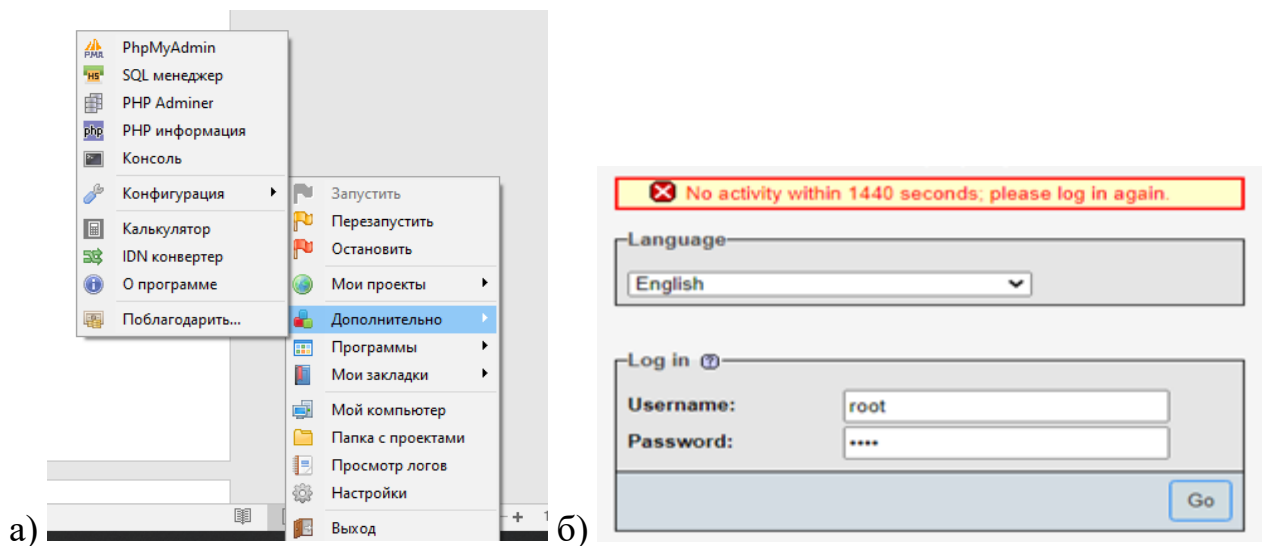 PhpMyAdmin
SQL менеджер
PHP Adminer
PHP информация
Консоль
Конфигурация
Калькулятор
IDN конвертер
О программе
Поблагодарить...
Запустить
Перезапустить
Остановить
Мои проекты
Дополнительно
Программы
Мои закладки
Мой компьютер
Папка с проектами
Просмотр логов
Настройки
Выход
а)
No activity within 1440 seconds; please log in again.
Language
English
Log in
Username: root
Password: ••••
Go
б)